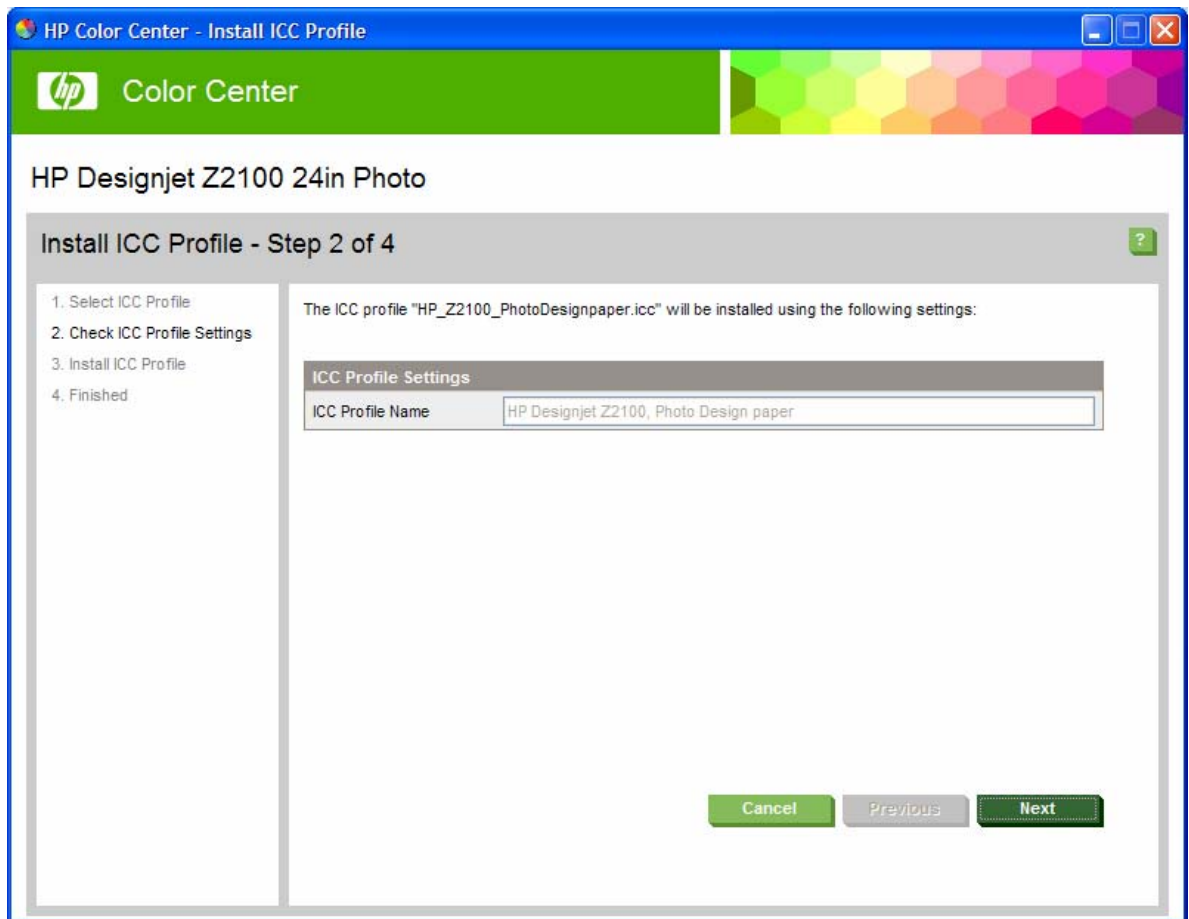 HP Color Center - Install ICC Profile
hp Color Center
HP Designjet Z2100 24in Photo
Install ICC Profile - Step 2 of 4
?
1. Select ICC Profile
2. Check ICC Profile Settings
3. Install ICC Profile
4. Finished
The ICC profile "HP_Z2100_PhotoDesignpaper.icc" will be installed using the following settings:
ICC Profile Settings
ICC Profile Name HP Designjet Z2100, Photo Design paper
Cancel Previous Next